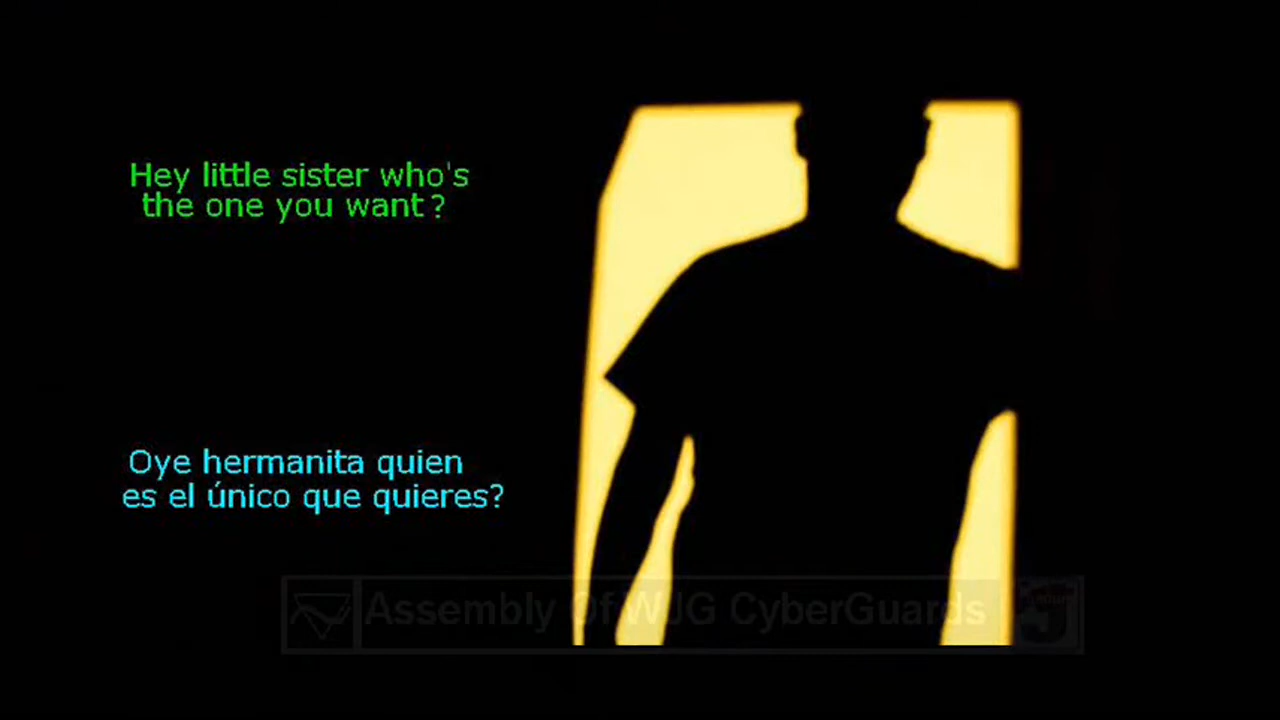 Hey little sister who's
the one you want?
Oye hermanita quien
es el único que quieres?
Assembly Of WJG CyberGuards